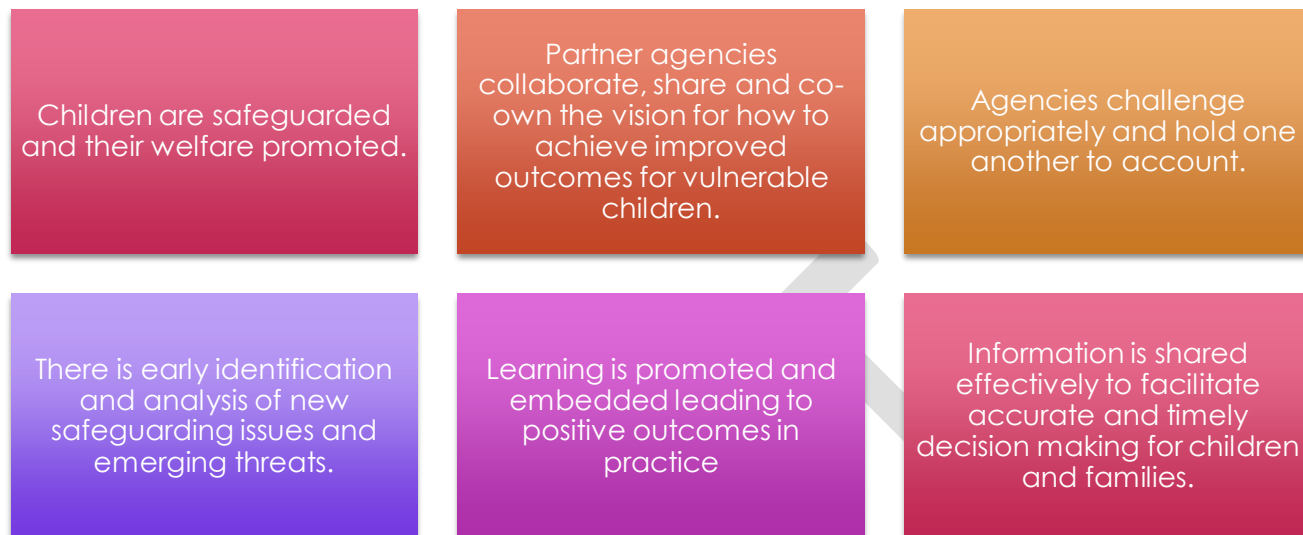 Children are safeguarded
and their welfare promoted.
Partner agencies
collaborate, share and co-
own the vision for how to
achieve improved
outcomes for vulnerable
children.
Agencies challenge
appropriately and hold one
another to account.
There is early identification
and analysis of new
safeguarding issues and
emerging threats.
Learning is promoted and
embedded leading to
positive outcomes in
practice
Information is shared
effectively to facilitate
accurate and timely
decision making for children
and families.